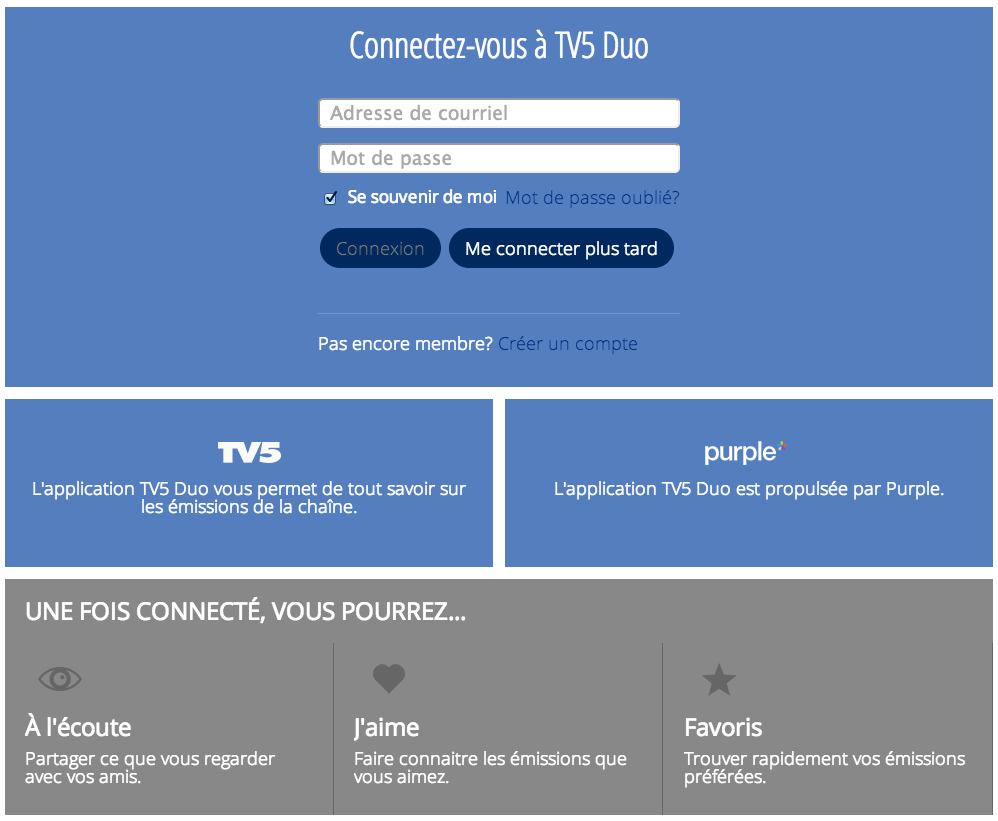 Connectez-vous à TV5 Duo
Adresse de courriel
Mot de passe
Se souvenir de moi Mot de passe oublié?
Connexion Me connecter plus tard
Pas encore membre? Créer un compte
TV5
L'application TV5 Duo vous permet de tout savoir sur
les émissions de la chaîne.
purple
L'application TV5 Duo est propulsée par Purple.
UNE FOIS CONNECTÉ, VOUS POURREZ...
À l'écoute
Partager ce que vous regarder
avec vos amis.
J'aime
Faire connaitre les émissions que
vous aimez.
Favoris
Trouver rapidement vos émissions
préférées.